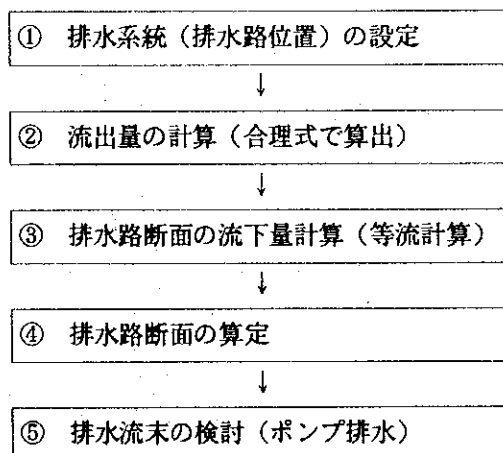 ① 排水系統（排水路位置）の設定
↓
② 流出量の計算（合理式で算出）
↓
③ 排水路断面の流下量計算（等流計算）
↓
④ 排水路断面の算定
↓
⑤ 排水流末の検討（ポンプ排水）